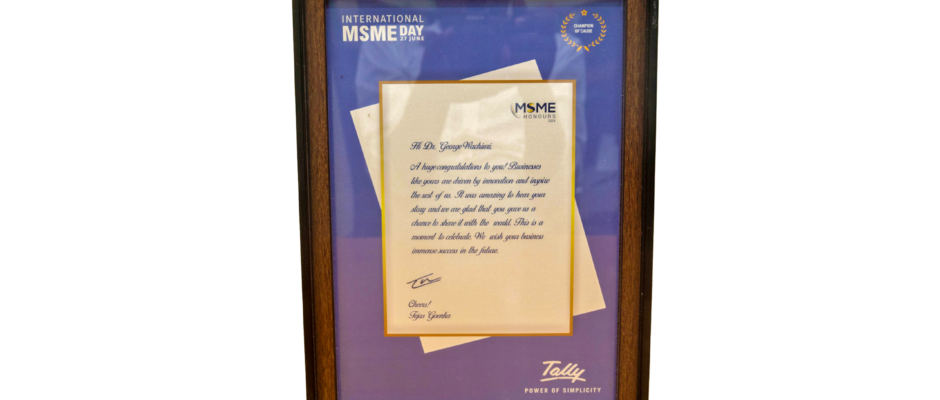 INTERNATIONAL
MSME DAY
27 JUNE
CHAMPION
OF CAUSE
MSME
HONOURS
Hi Dr. George Wachiuri,
A huge congratulations to you! Businesses
like yours are driven by innovation and inspire
the rest of us. It was amazing to hear your
story and we are glad that you gave us a
chance to share it with the world. This is a
moment to celebrate. We wish your business
immense success in the future.
Cheers!
Tejas Goenka
Tally
POWER OF SIMPLICITY